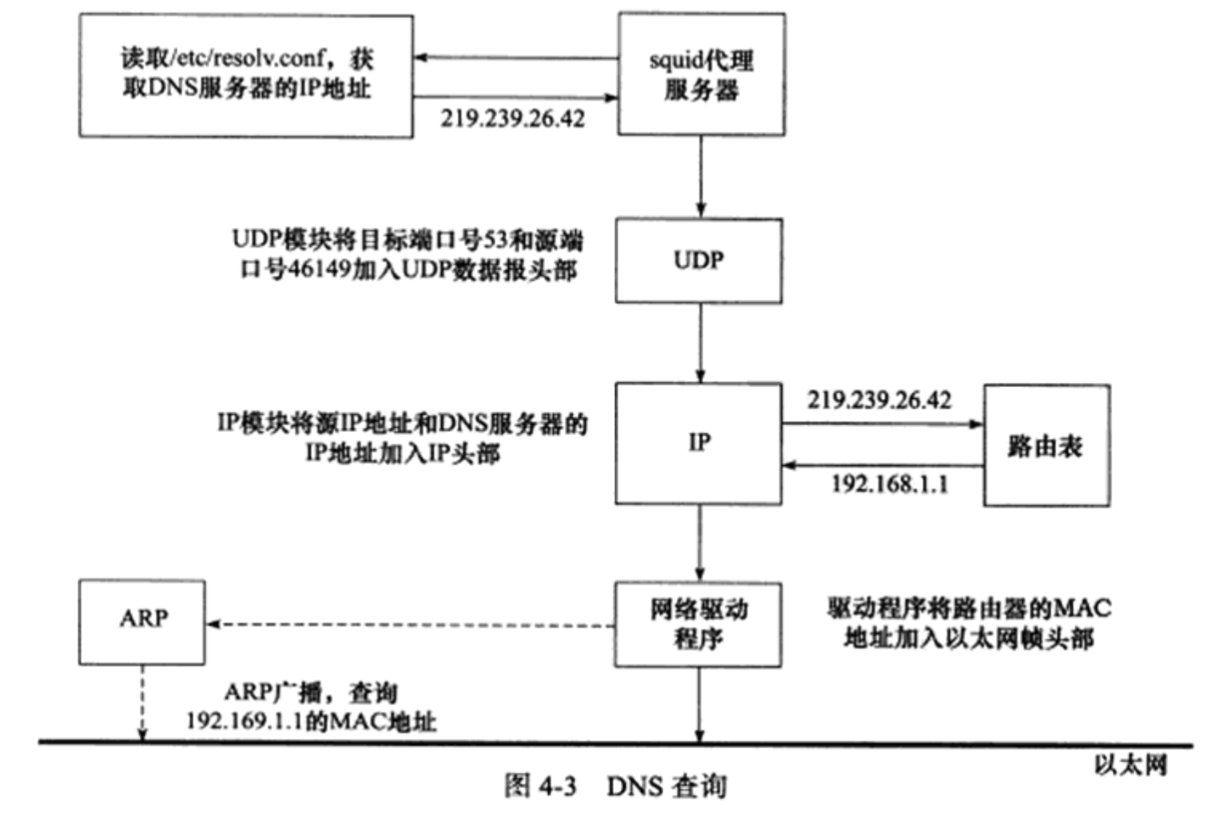 读取/etc/resolv.conf，获
取DNS服务器的IP地址
squid代理
服务器
219.239.26.42
UDP模块将目标端口号53和源端
口号46149加入UDP数据报头部
UDP
IP模块将源IP地址和DNS服务器的
IP地址加入IP头部
IP
219.239.26.42
192.168.1.1
路由表
ARP
网络驱动
程序
驱动程序将路由器的MAC
地址加入以太网帧头部
ARP广播，查询
192.169.1.1的MAC地址
以太网
图 4-3 DNS 查询